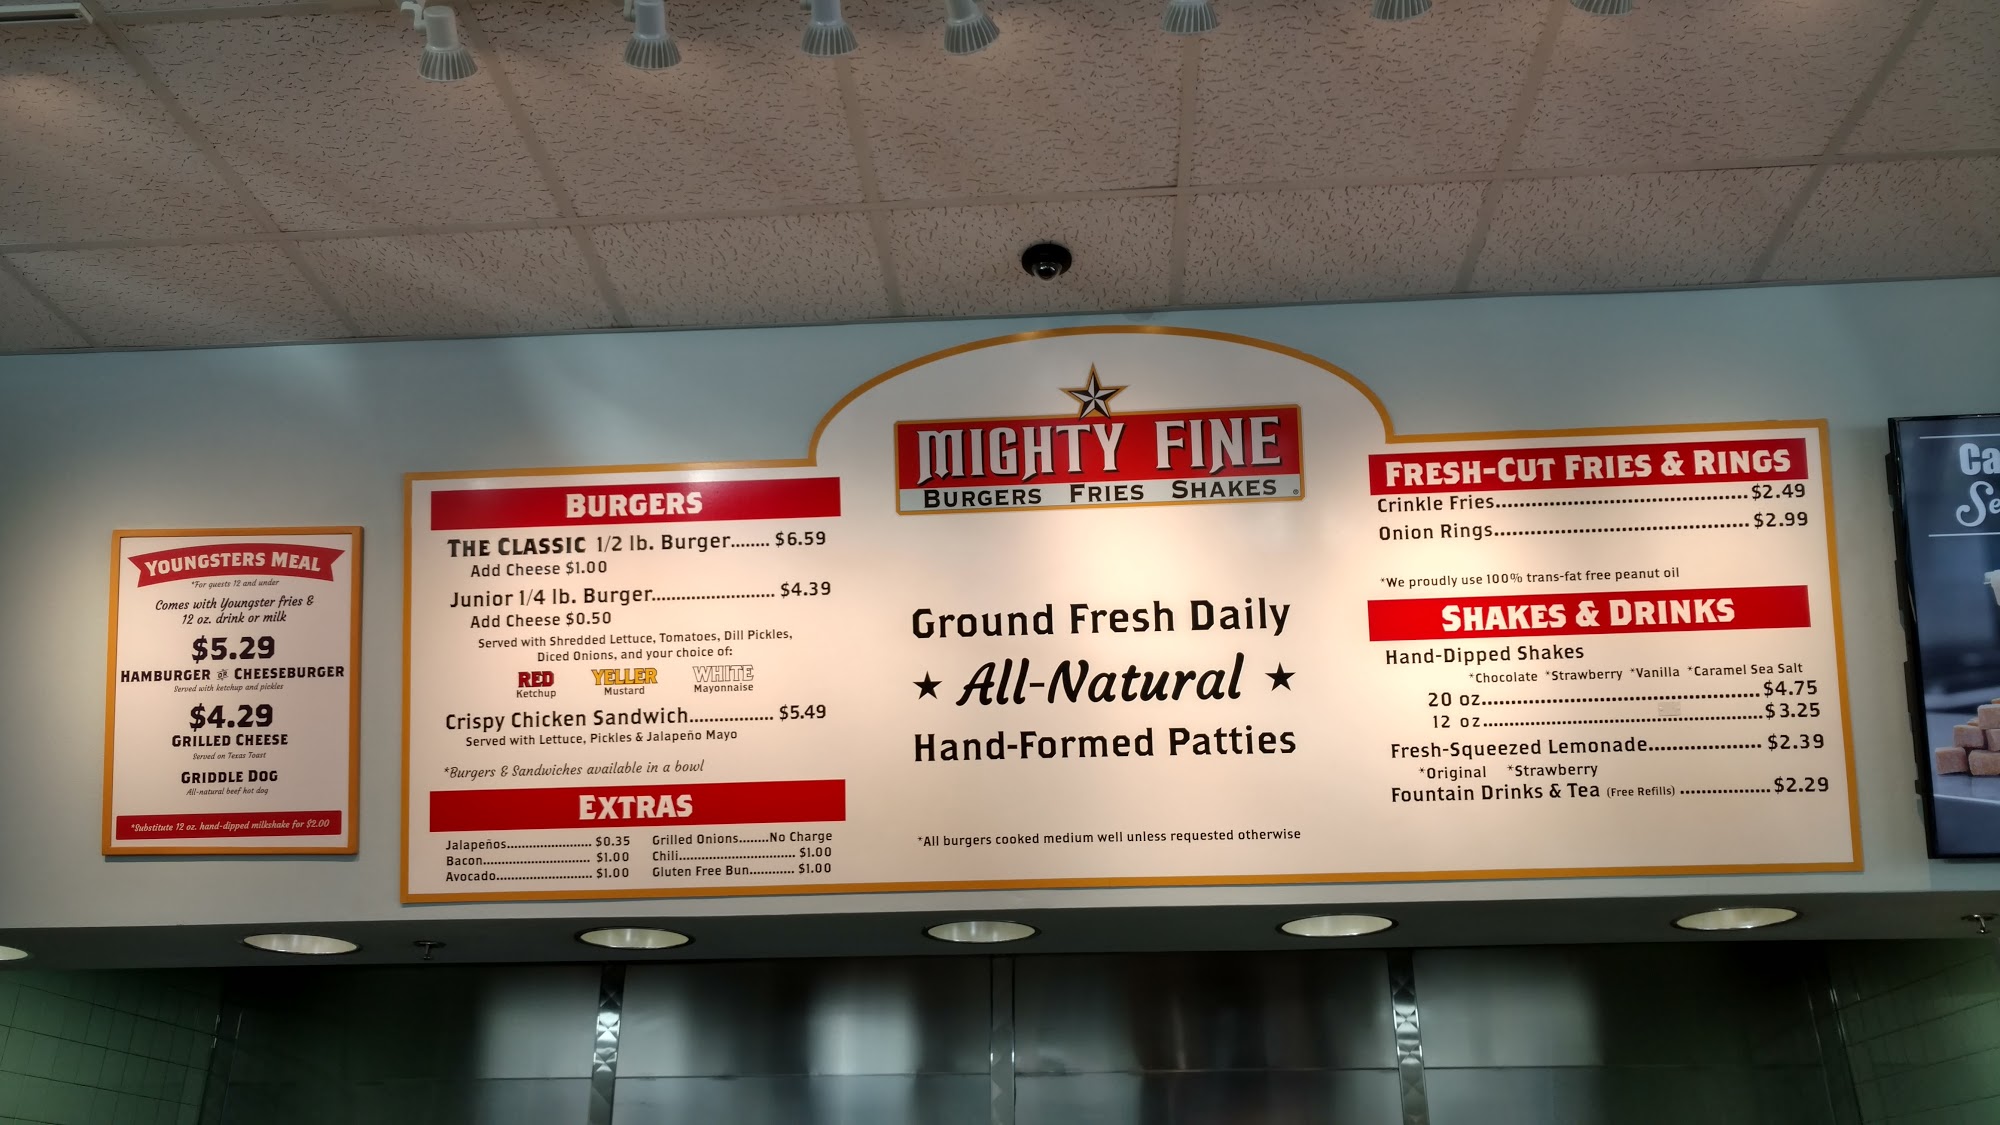 YOUNGSTERS MEAL
*For guests 12 and under
Comes with Youngster fries &
12 oz. drink or milk
$5.29
HAMBURGER OR CHEESEBURGER
Served with ketchup and pickles
$4.29
GRILLED CHEESE
Served on Texas Toast
GRIDDLE DOG
All-natural beef hot dog
*Substitute 12 oz. hand-dipped milkshake for $2.00
BURGERS
THE CLASSIC 1/2 lb. Burger........ $6.59
Add Cheese $1.00
Junior 1/4 lb. Burger......................... $4.39
Add Cheese $0.50
Served with Shredded Lettuce, Tomatoes, Dill Pickles,
Diced Onions, and your choice of:
RED YELLER WHITE
Ketchup Mustard Mayonnaise
Crispy Chicken Sandwich................. $5.49
Served with Lettuce, Pickles & Jalapeño Mayo
*Burgers & Sandwiches available in a bowl
EXTRAS
Jalapeños....................... $0.35 Grilled Onions........No Charge
Bacon............................. $1.00 Chili................................ $1.00
Avocado.......................... $1.00 Gluten Free Bun............ $1.00
MIGHTY FINE
BURGERS FRIES SHAKES ®
Ground Fresh Daily
★ All-Natural ★
Hand-Formed Patties
*All burgers cooked medium well unless requested otherwise
FRESH-CUT FRIES & RINGS
Crinkle Fries........................................$2.49
Onion Rings.........................................$2.99
*We proudly use 100% trans-fat free peanut oil
SHAKES & DRINKS
Hand-Dipped Shakes
*Chocolate *Strawberry *Vanilla *Caramel Sea Salt
20 oz.............................................$4.75
12 oz.............................................$3.25
Fresh-Squeezed Lemonade.................. $2.39
*Original *Strawberry
Fountain Drinks & Tea (Free Refills) ..............$2.29
Ca
Se